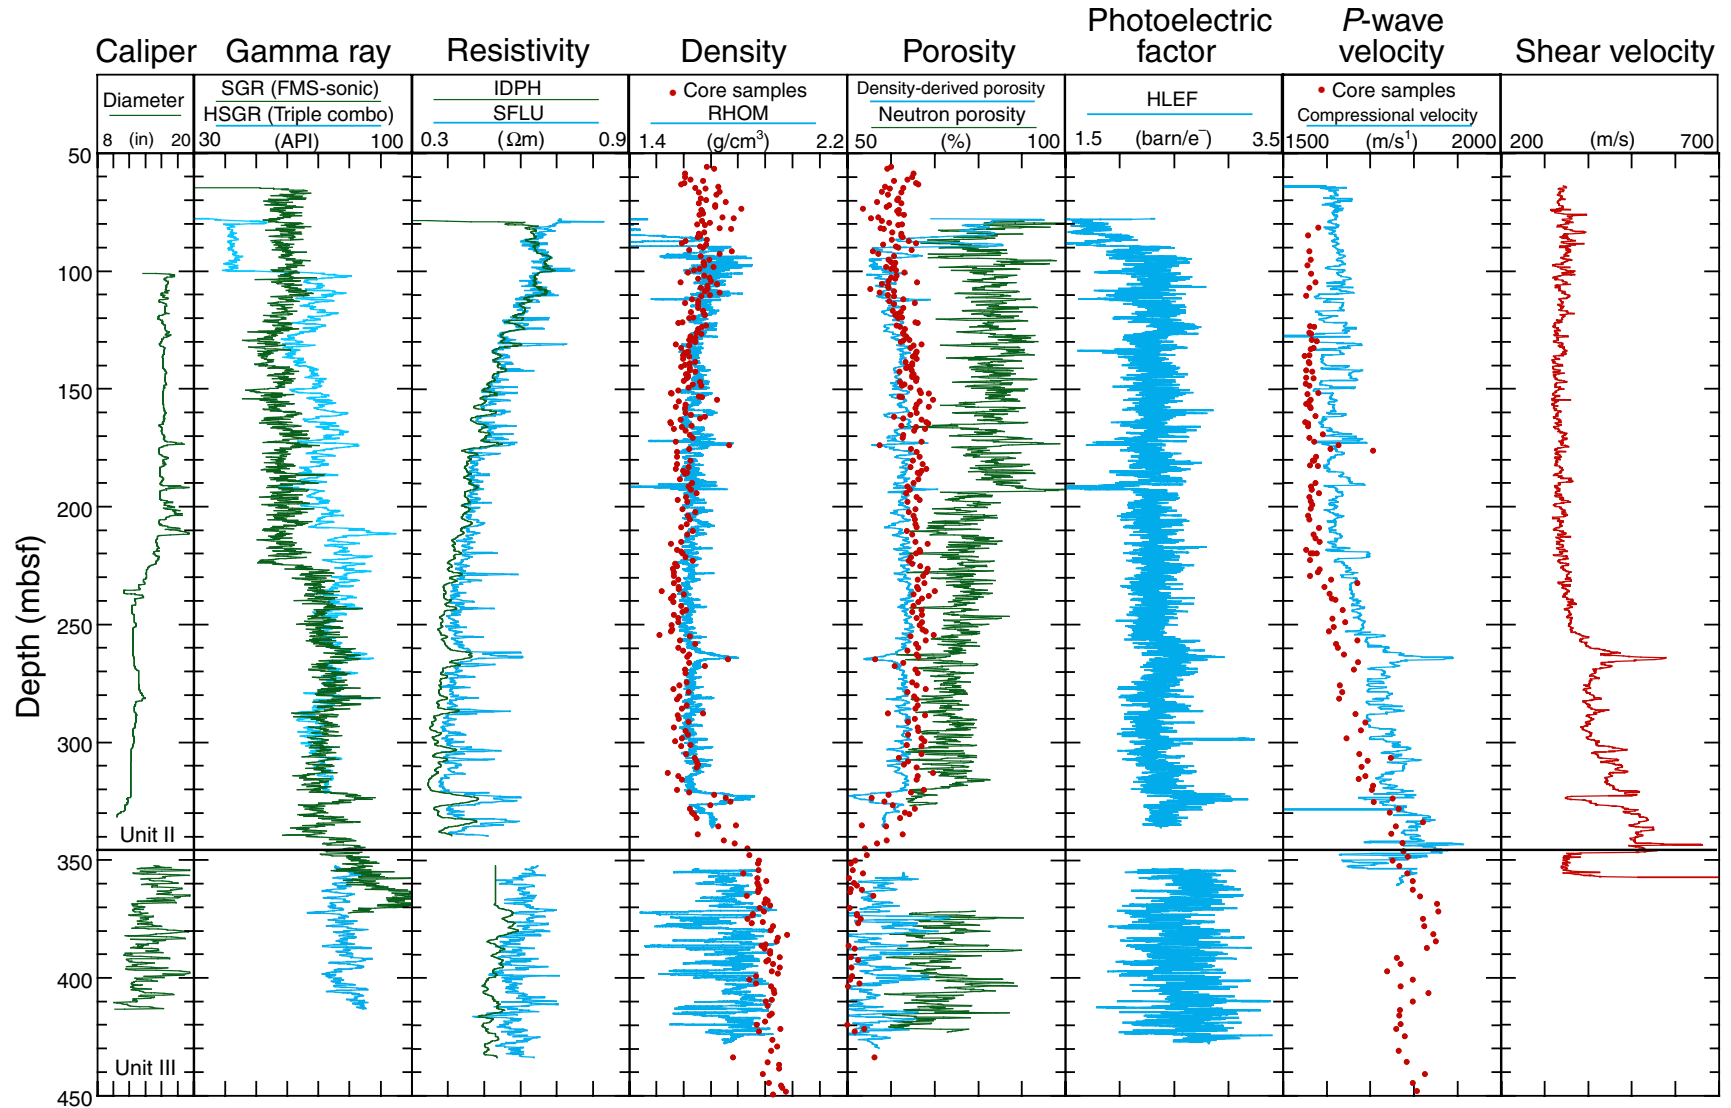 Caliper
Gamma ray
Resistivity
Density
Porosity
Photoelectric
factor
P-wave
velocity
Shear velocity
Diameter
8 (in) 20
SGR (FMS-sonic)
HSGR (Triple combo)
30 (API) 100
IDPH
SFLU
0.3 (Ωm) 0.9
Core samples
RHOM
1.4 (g/cm³) 2.2
Density-derived porosity
Neutron porosity
50 (%) 100
HLEF
1.5 (barn/e⁻) 3.5
Core samples
Compressional velocity
1500 (m/s¹) 2000
200 (m/s) 700
Depth (mbsf)
50
100
150
200
250
300
Unit II
350
400
Unit III
450